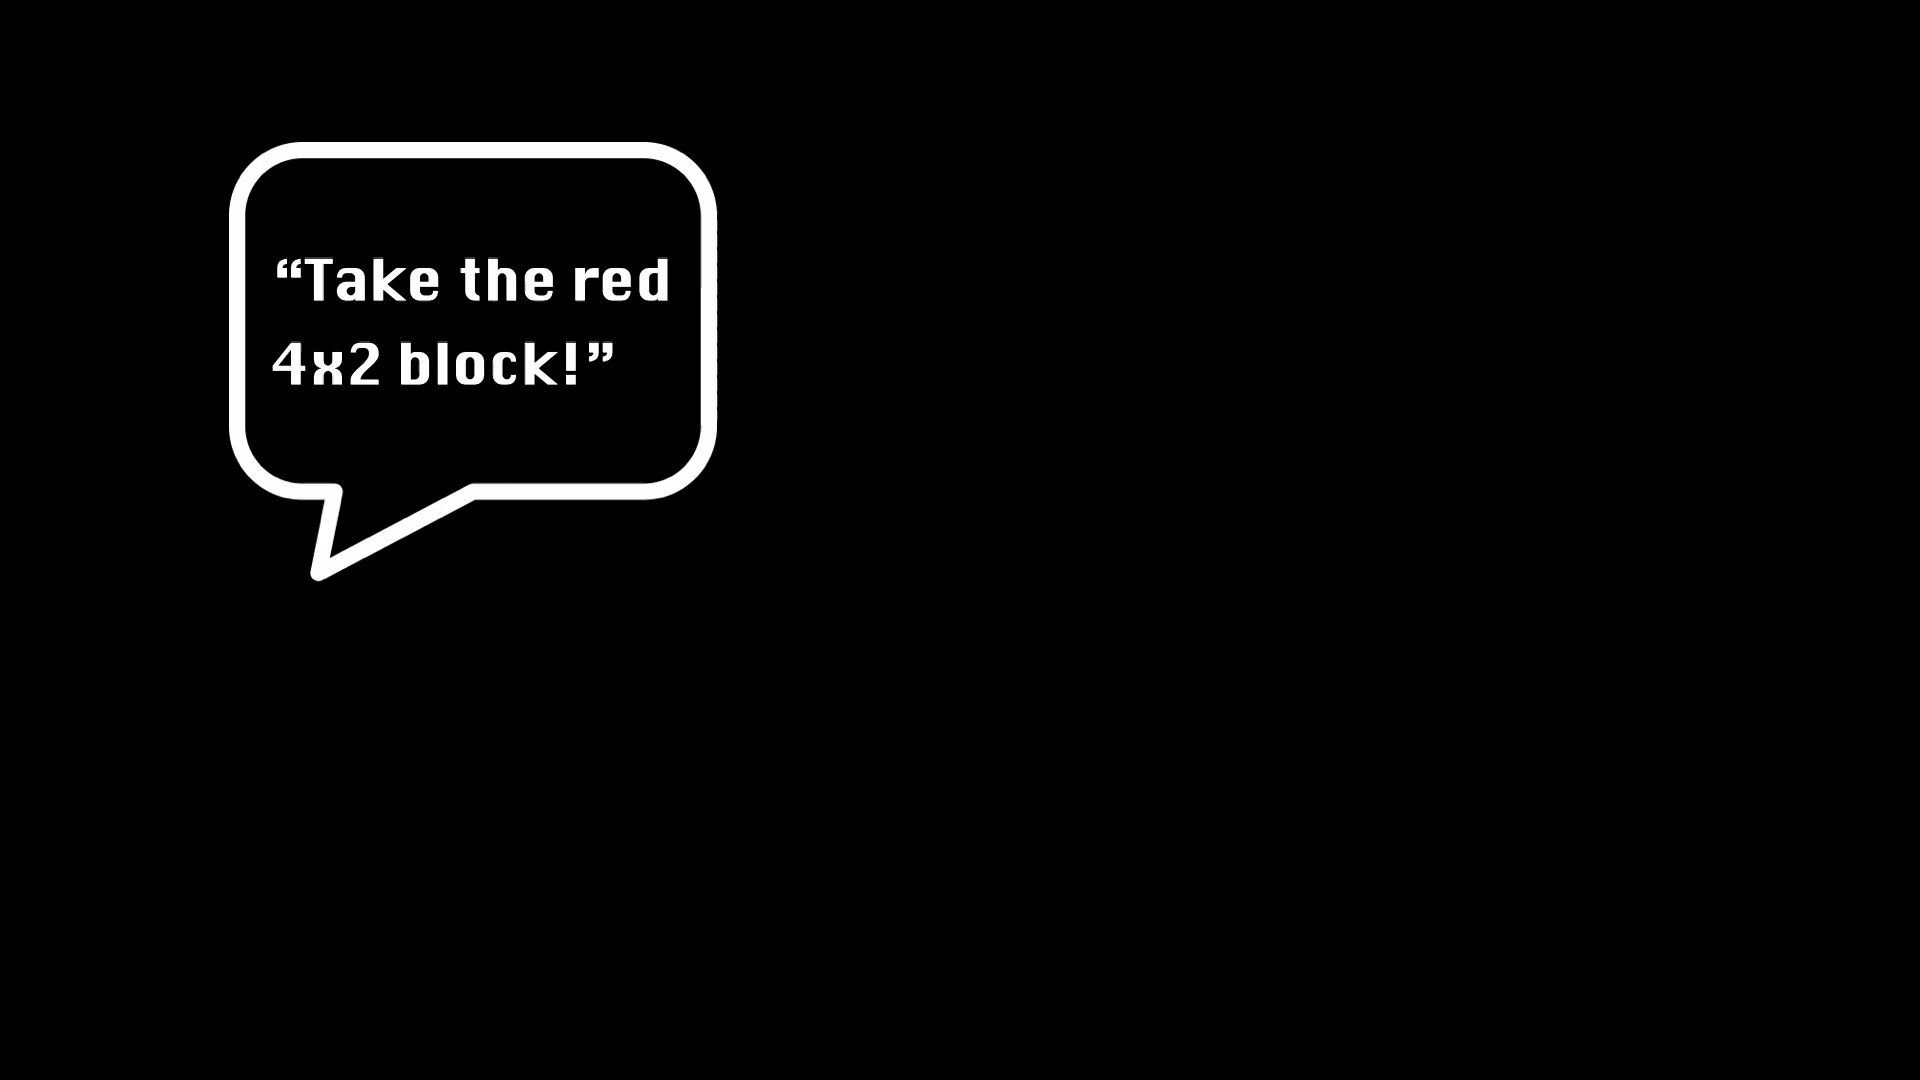 “Take the red
4x2 block!”